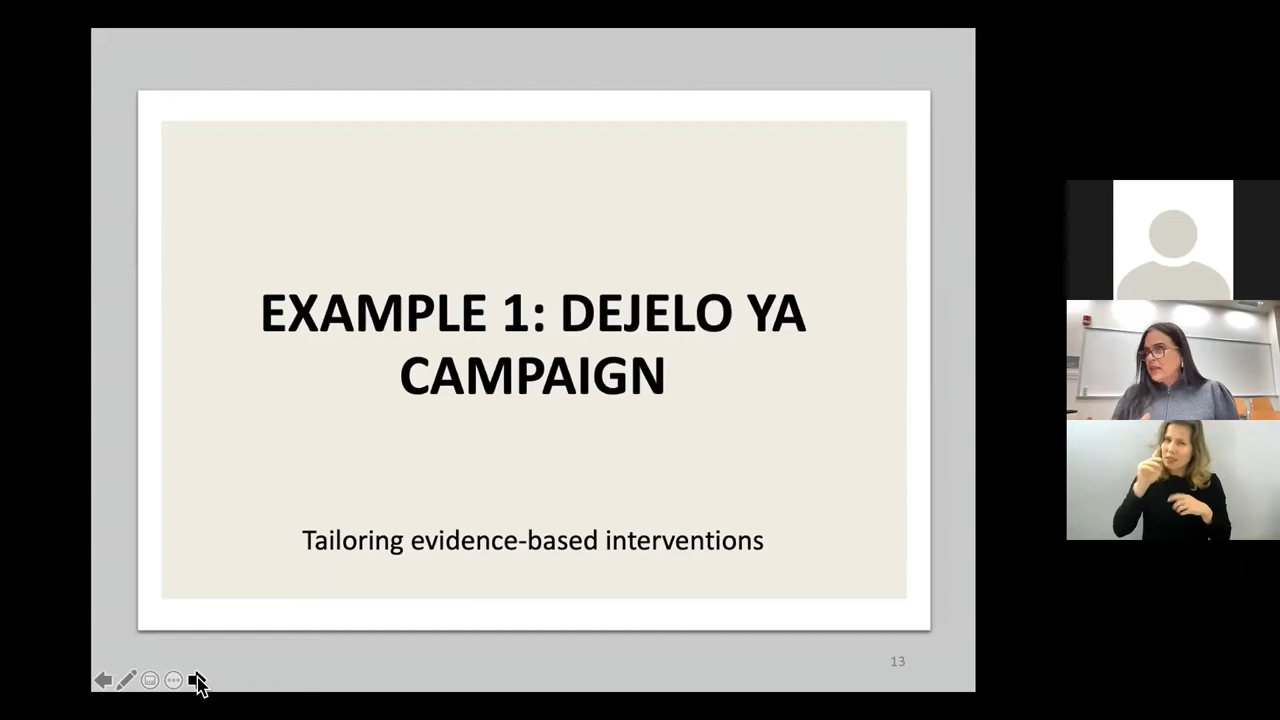 EXAMPLE 1: DEJELO YA
CAMPAIGN
Tailoring evidence-based interventions
13